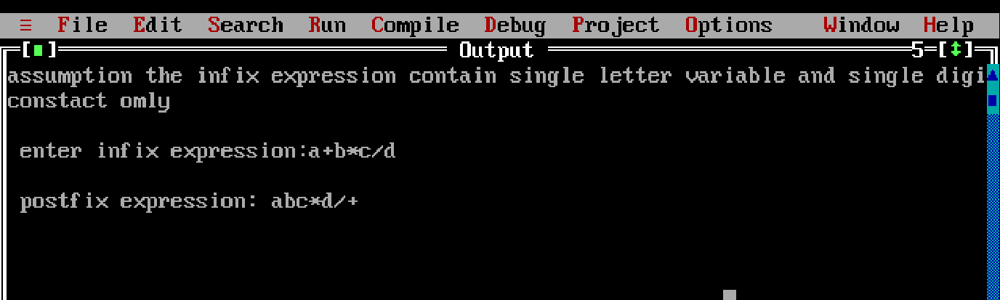 ≡ File Edit Search Run Compile Debug Project Options Window Help
[■] Output 5=[↕]
assumption the infix expression contain single letter variable and single digi
constact omly
enter infix expression:a+b*c/d
postfix expression: abc*d/+